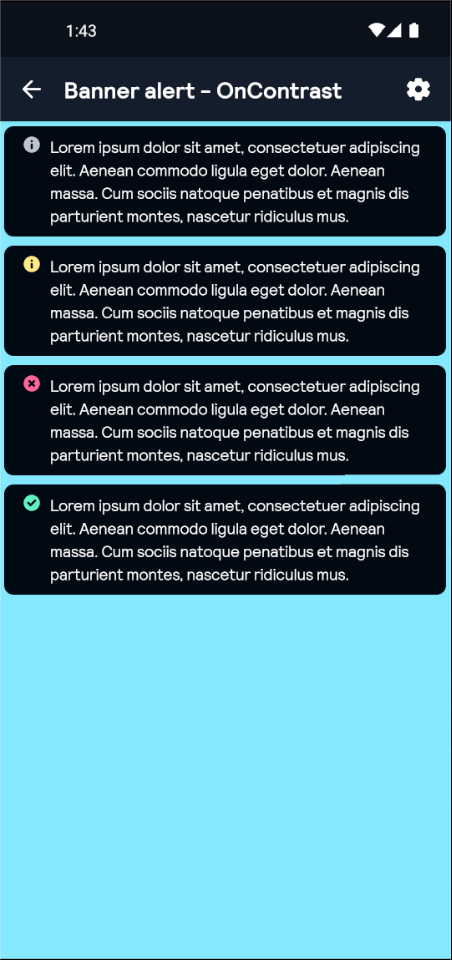 1:43
Banner alert - OnContrast
Lorem ipsum dolor sit amet, consectetuer adipiscing
elit. Aenean commodo ligula eget dolor. Aenean
massa. Cum sociis natoque penatibus et magnis dis
parturient montes, nascetur ridiculus mus.
Lorem ipsum dolor sit amet, consectetuer adipiscing
elit. Aenean commodo ligula eget dolor. Aenean
massa. Cum sociis natoque penatibus et magnis dis
parturient montes, nascetur ridiculus mus.
Lorem ipsum dolor sit amet, consectetuer adipiscing
elit. Aenean commodo ligula eget dolor. Aenean
massa. Cum sociis natoque penatibus et magnis dis
parturient montes, nascetur ridiculus mus.
Lorem ipsum dolor sit amet, consectetuer adipiscing
elit. Aenean commodo ligula eget dolor. Aenean
massa. Cum sociis natoque penatibus et magnis dis
parturient montes, nascetur ridiculus mus.